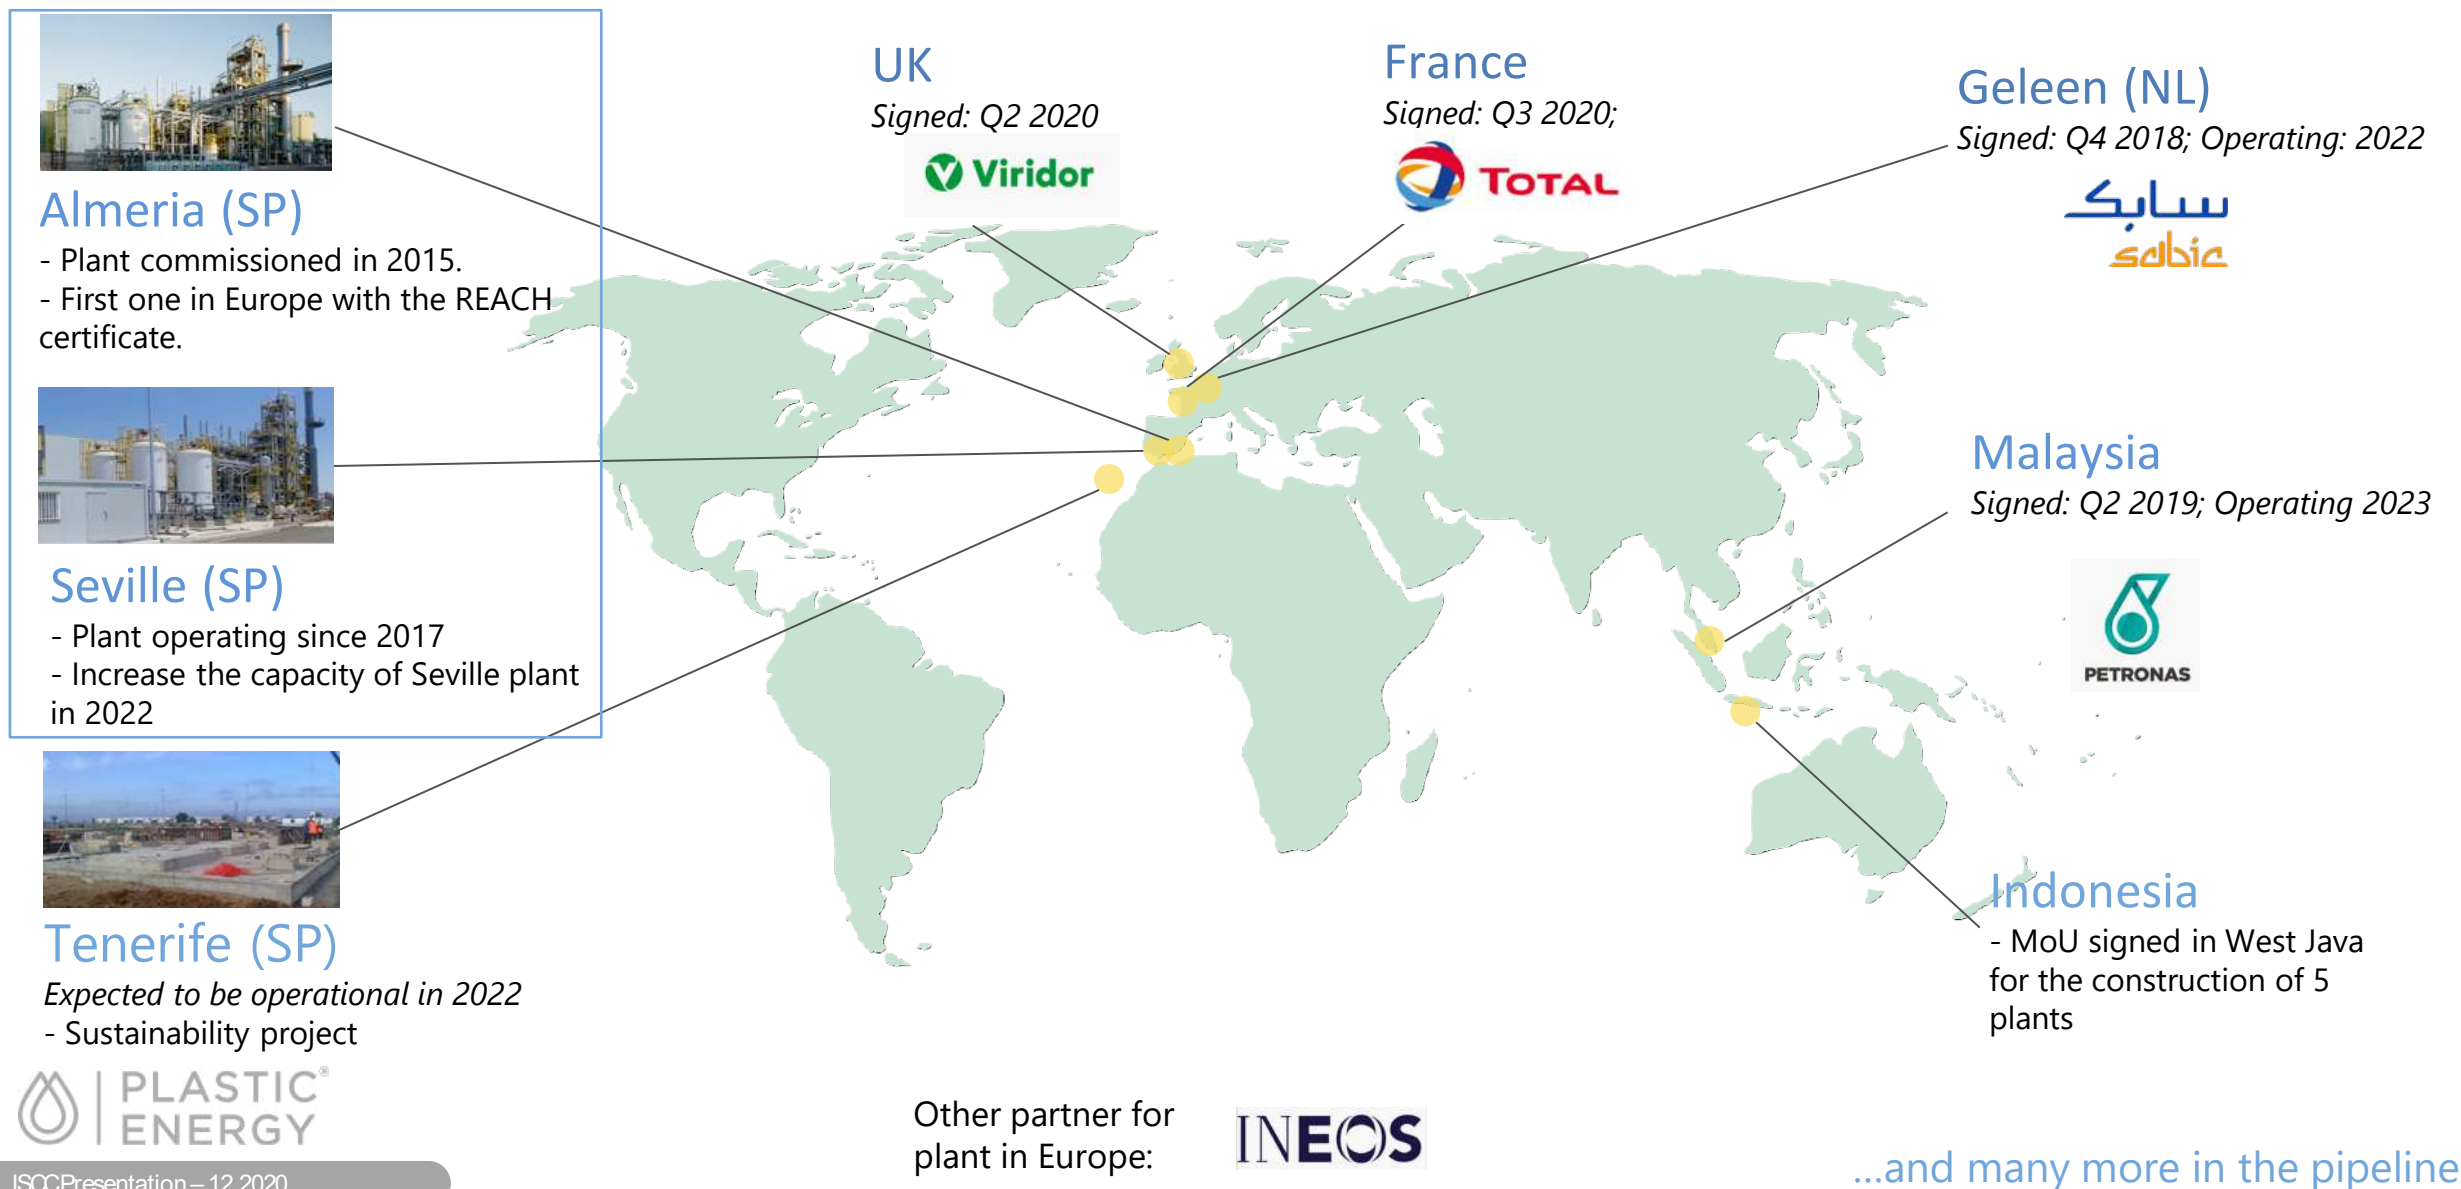 Almeria (SP)
- Plant commissioned in 2015.
- First one in Europe with the REACH
certificate.
Seville (SP)
- Plant operating since 2017
- Increase the capacity of Seville plant
in 2022
Tenerife (SP)
Expected to be operational in 2022
- Sustainability project
UK
Signed: Q2 2020
Viridor
France
Signed: Q3 2020;
TOTAL
Geleen (NL)
Signed: Q4 2018; Operating: 2022
سابك
sabic
Malaysia
Signed: Q2 2019; Operating 2023
PETRONAS
Indonesia
- MoU signed in West Java
for the construction of 5
plants
PLASTIC®
ENERGY
Other partner for
plant in Europe:
INEOS
...and many more in the pipeline
ISCC Presentation – 12.2020